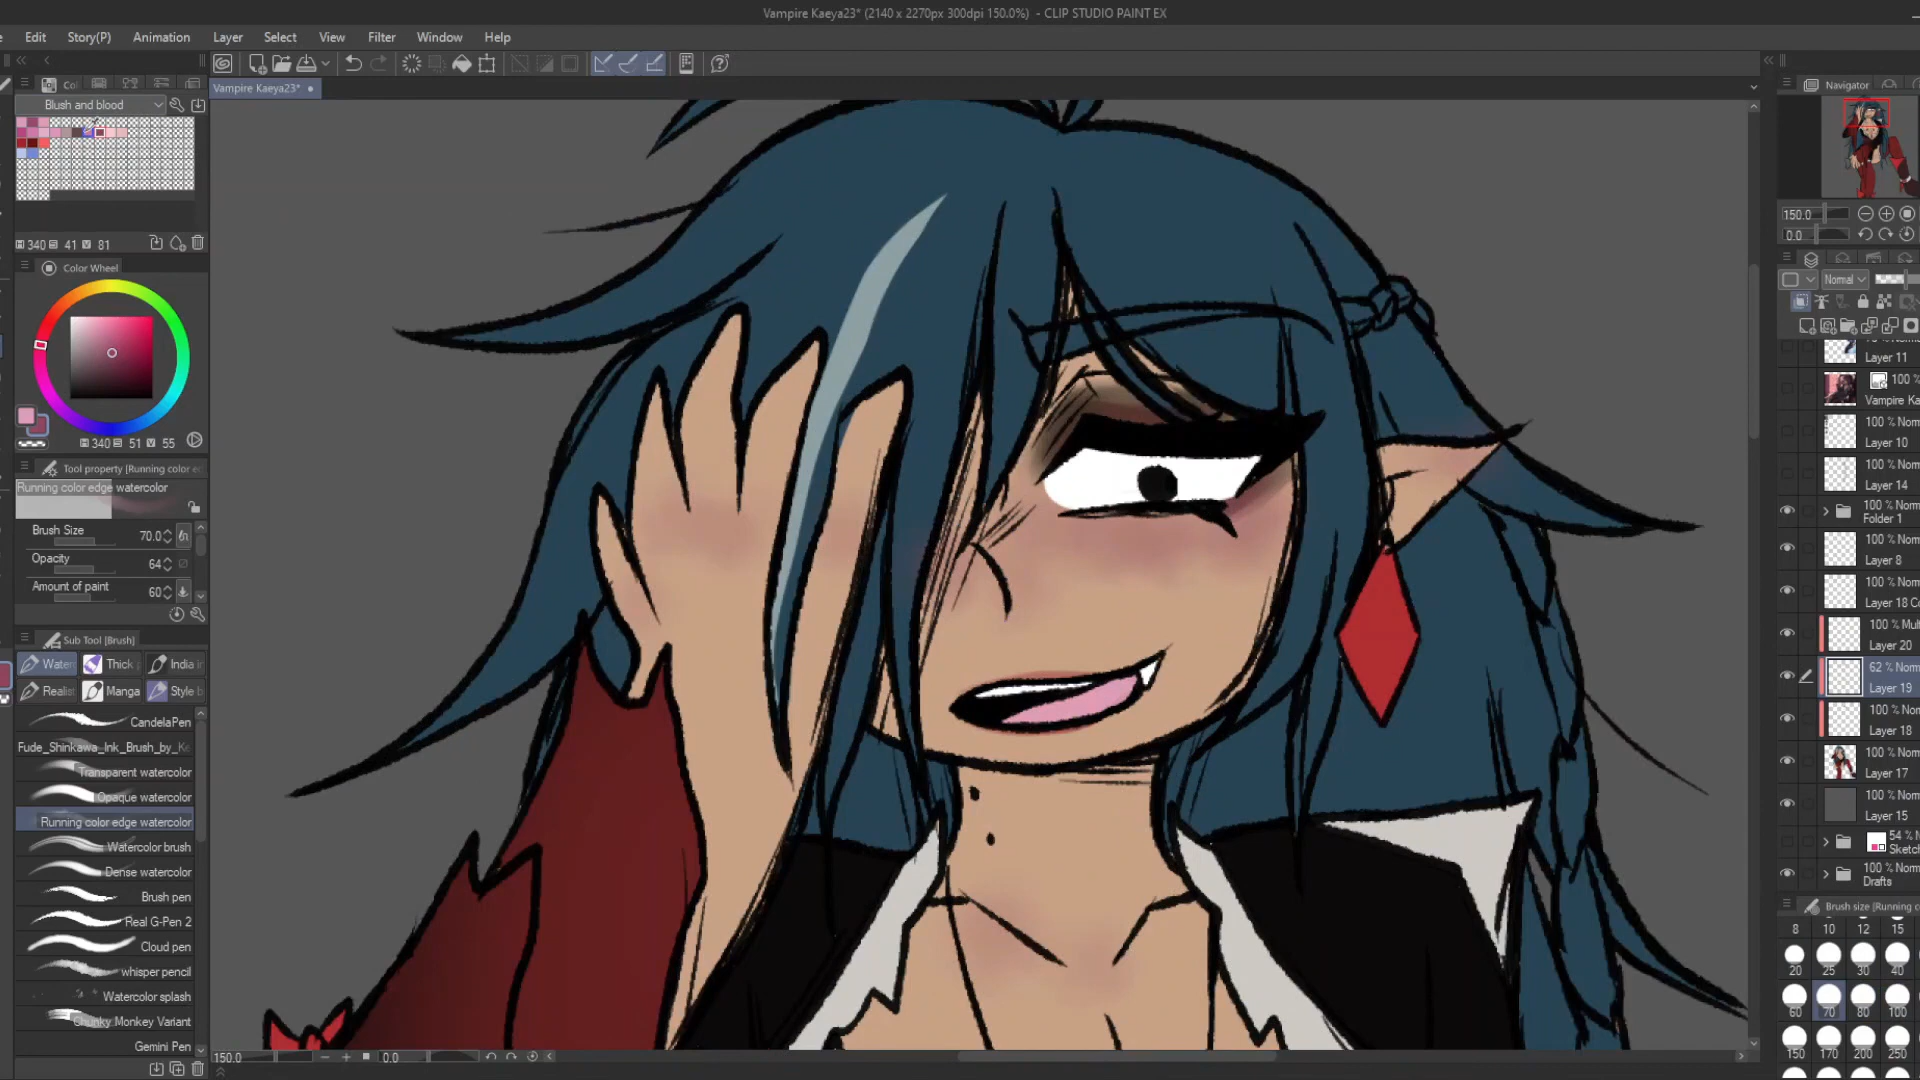 Vampire Kaeya23* (2140 x 2270px 300dpi 150.0%) - CLIP STUDIO PAINT EX
Edit Story(P) Animation Layer Select View Filter Window Help
Vampire Kaeya23*
Blush and blood
340 41 81
Color Wheel
340 51 V 55
Tool property [Running color e
Running color edge watercolor
Brush Size 70.0
Opacity 64
Amount of paint 60
Sub Tool [Brush]
Water Thick India i
Realis Manga Style b
CandelaPen
Fude_Shinkawa_Ink_Brush_by_Ke
Transparent watercolor
Opaque watercolor
Running color edge watercolor
Watercolor brush
Dense watercolor
Brush pen
Real G-Pen 2
Cloud pen
whisper pencil
Watercolor splash
Chunky Monkey Variant
Gemini Pen
150.0 0.0
Navigator
150.0
0.0
Normal
Layer 11
100 %
Vampire Ka
100 % Norm
Layer 10
100 % Norm
Layer 14
100 % Norm
Folder 1
100 % Norm
Layer 8
100 % Norm
Layer 18 Co
100 % Mul
Layer 20
62 % Norm
Layer 19
100 % Norm
Layer 18
100 % Norm
Layer 17
100 % Norm
Layer 15
54 % N
Sketch
100 % Norm
Drafts
Brush size [Running c
8 10 12 15
20 25 30 40
60 70 80 100
150 170 200 250